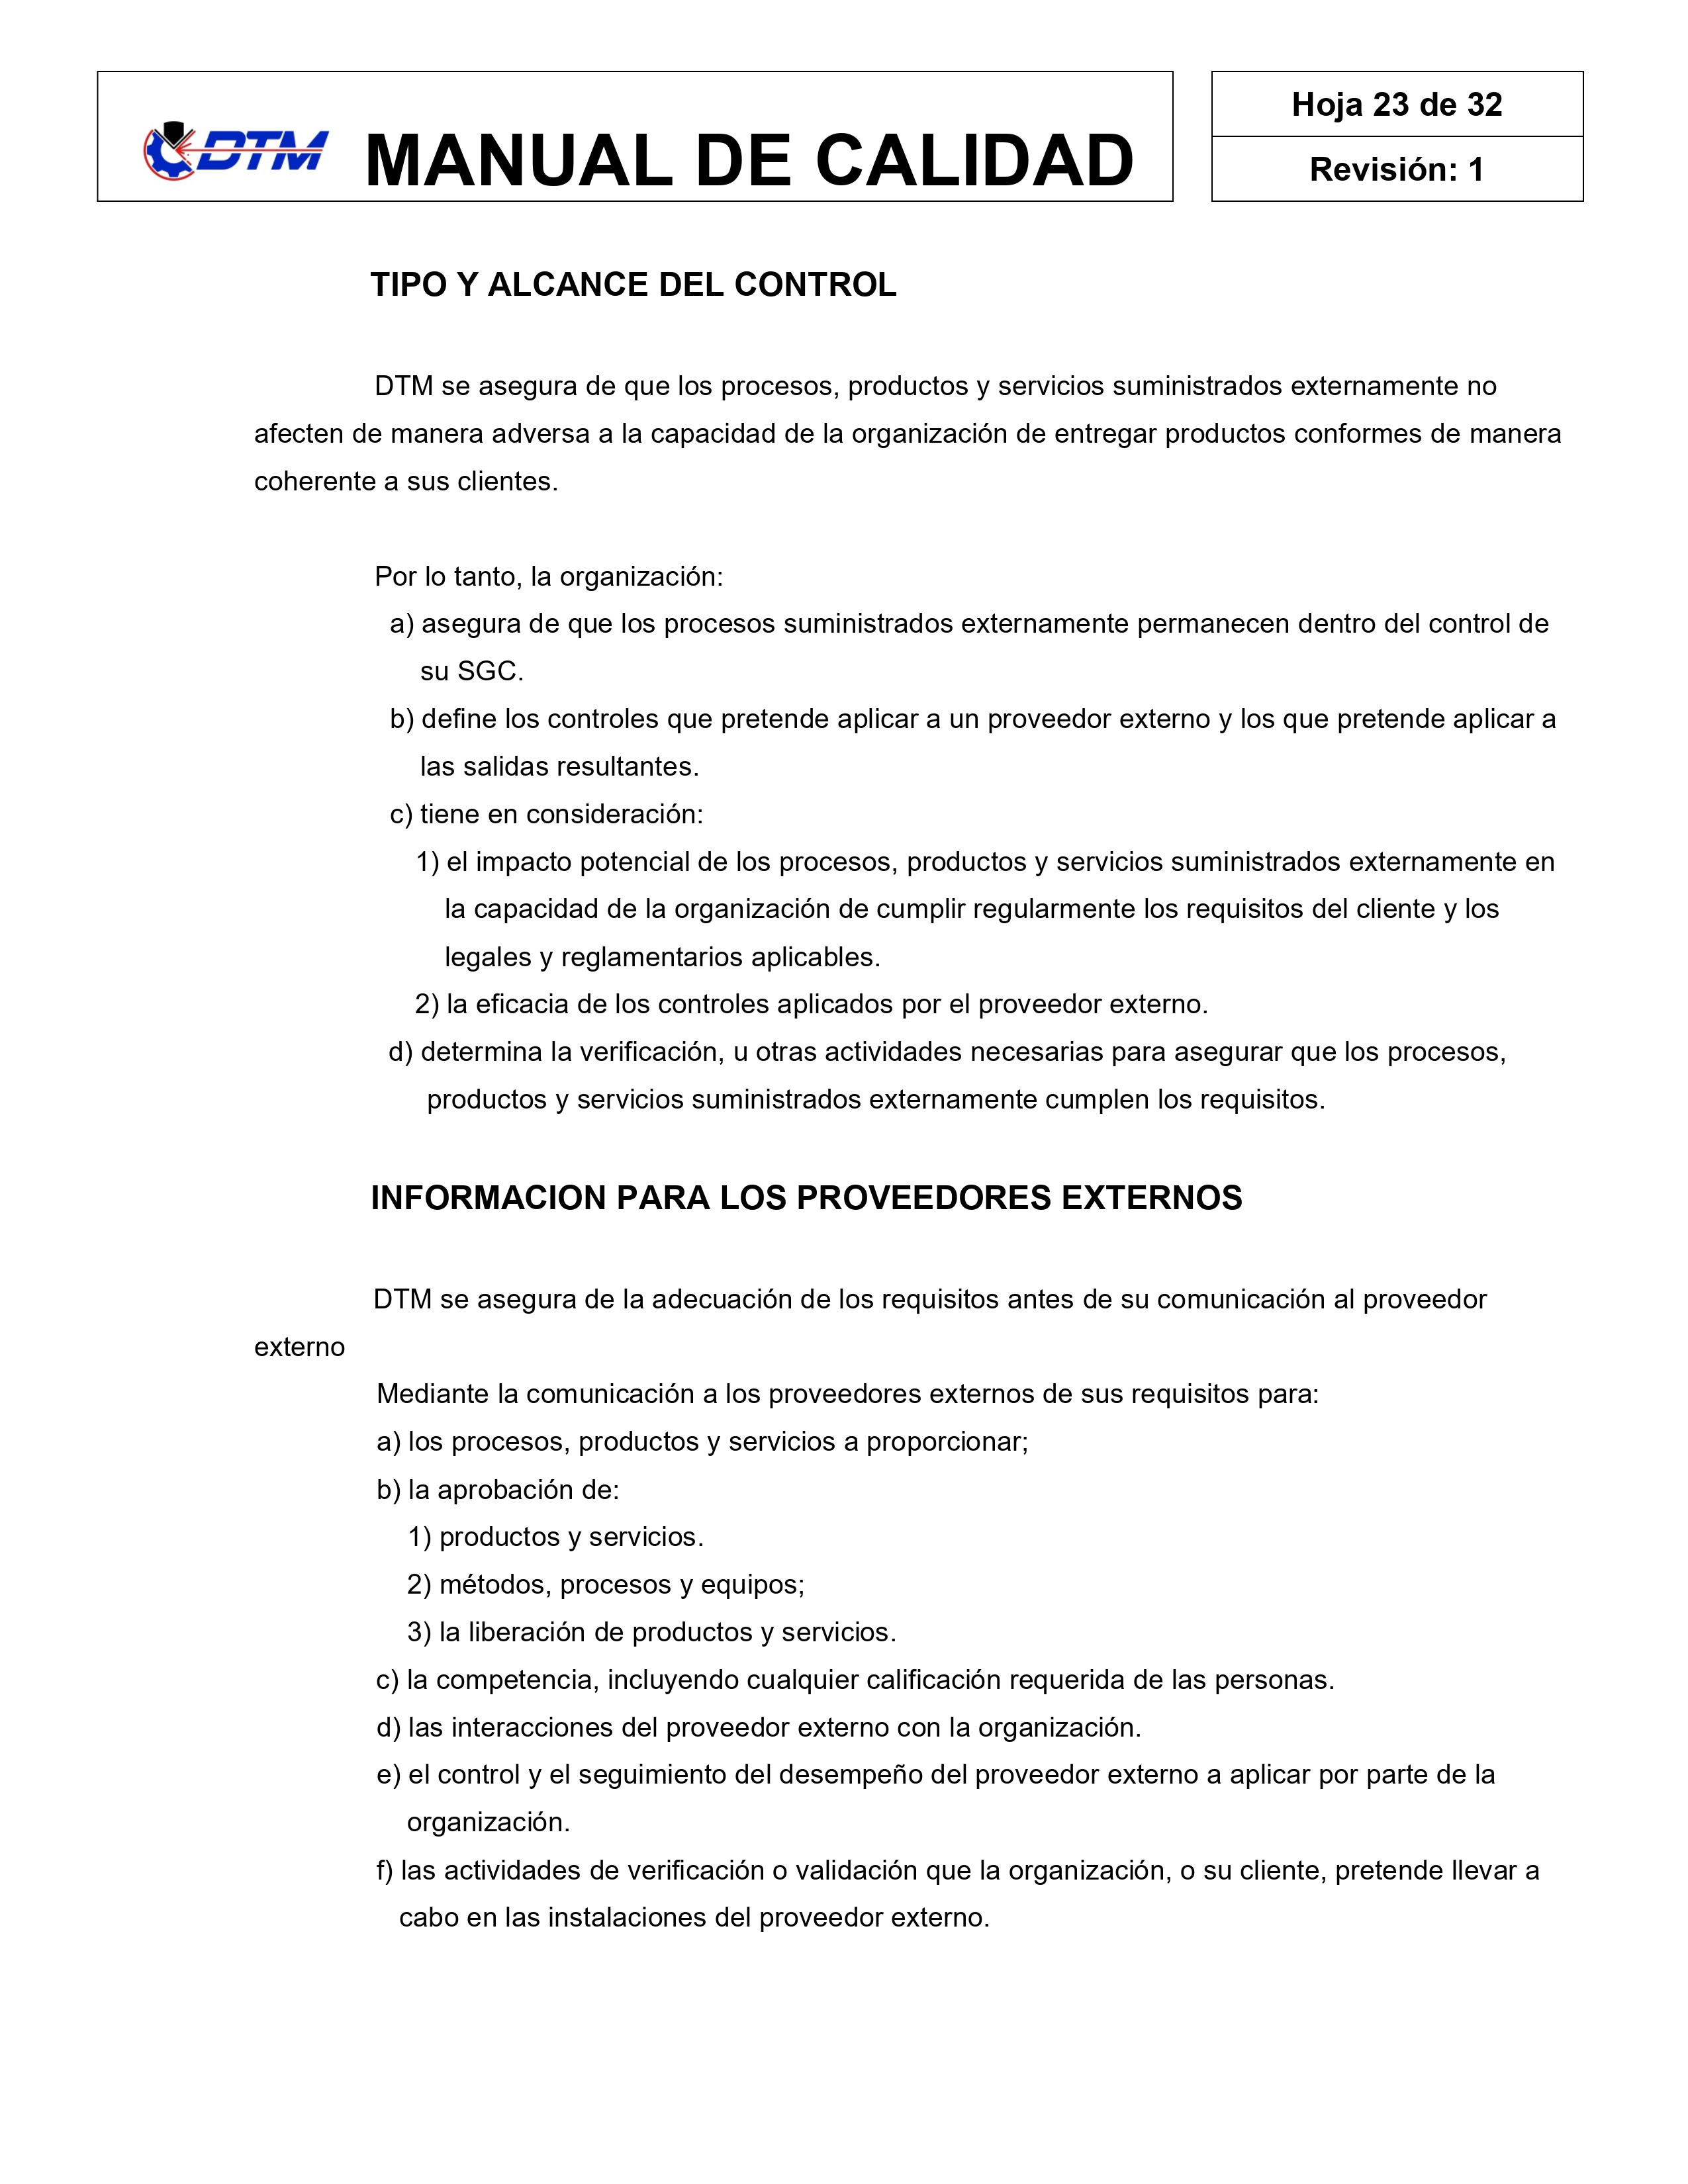 DTM
MANUAL DE CALIDAD
Hoja 23 de 32
Revisión: 1
TIPO Y ALCANCE DEL CONTROL
DTM se asegura de que los procesos, productos y servicios suministrados externamente no
afecten de manera adversa a la capacidad de la organización de entregar productos conformes de manera
coherente a sus clientes.
Por lo tanto, la organización:
a) asegura de que los procesos suministrados externamente permanecen dentro del control de
su SGC.
b) define los controles que pretende aplicar a un proveedor externo y los que pretende aplicar a
las salidas resultantes.
c) tiene en consideración:
1) el impacto potencial de los procesos, productos y servicios suministrados externamente en
la capacidad de la organización de cumplir regularmente los requisitos del cliente y los
legales y reglamentarios aplicables.
2) la eficacia de los controles aplicados por el proveedor externo.
d) determina la verificación, u otras actividades necesarias para asegurar que los procesos,
productos y servicios suministrados externamente cumplen los requisitos.
INFORMACION PARA LOS PROVEEDORES EXTERNOS
DTM se asegura de la adecuación de los requisitos antes de su comunicación al proveedor
externo
Mediante la comunicación a los proveedores externos de sus requisitos para:
a) los procesos, productos y servicios a proporcionar;
b) la aprobación de:
1) productos y servicios.
2) métodos, procesos y equipos;
3) la liberación de productos y servicios.
c) la competencia, incluyendo cualquier calificación requerida de las personas.
d) las interacciones del proveedor externo con la organización.
e) el control y el seguimiento del desempeño del proveedor externo a aplicar por parte de la
organización.
f) las actividades de verificación o validación que la organización, o su cliente, pretende llevar a
cabo en las instalaciones del proveedor externo.